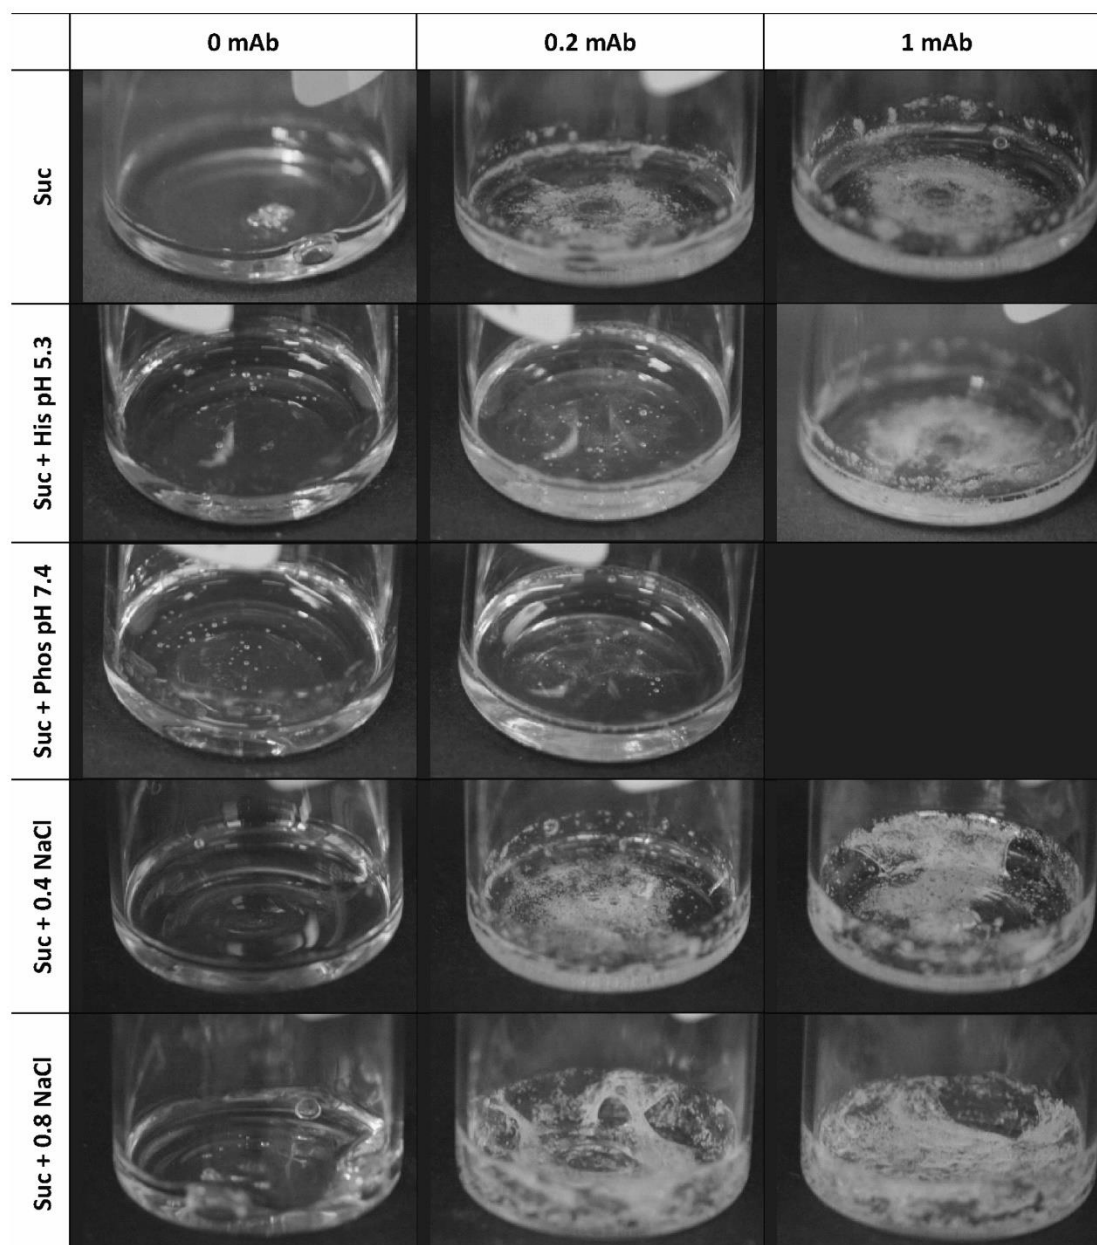 0 mAb
0.2 mAb
1 mAb
Suc
Suc + His pH 5.3
Suc + Phos pH 7.4
Suc + 0.4 NaCl
Suc + 0.8 NaCl